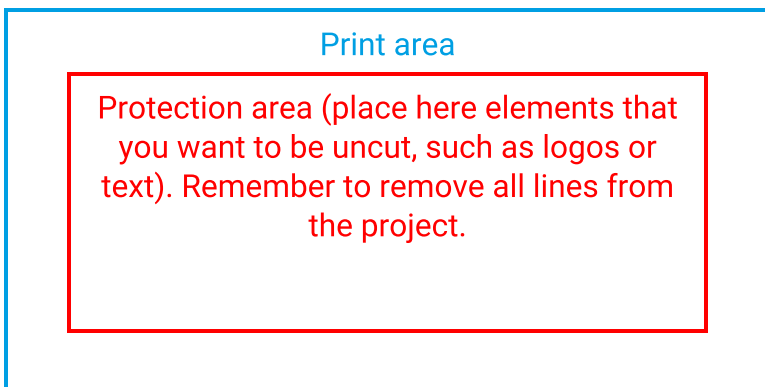 Print area
Protection area (place here elements that
you want to be uncut, such as logos or
text). Remember to remove all lines from
the project.